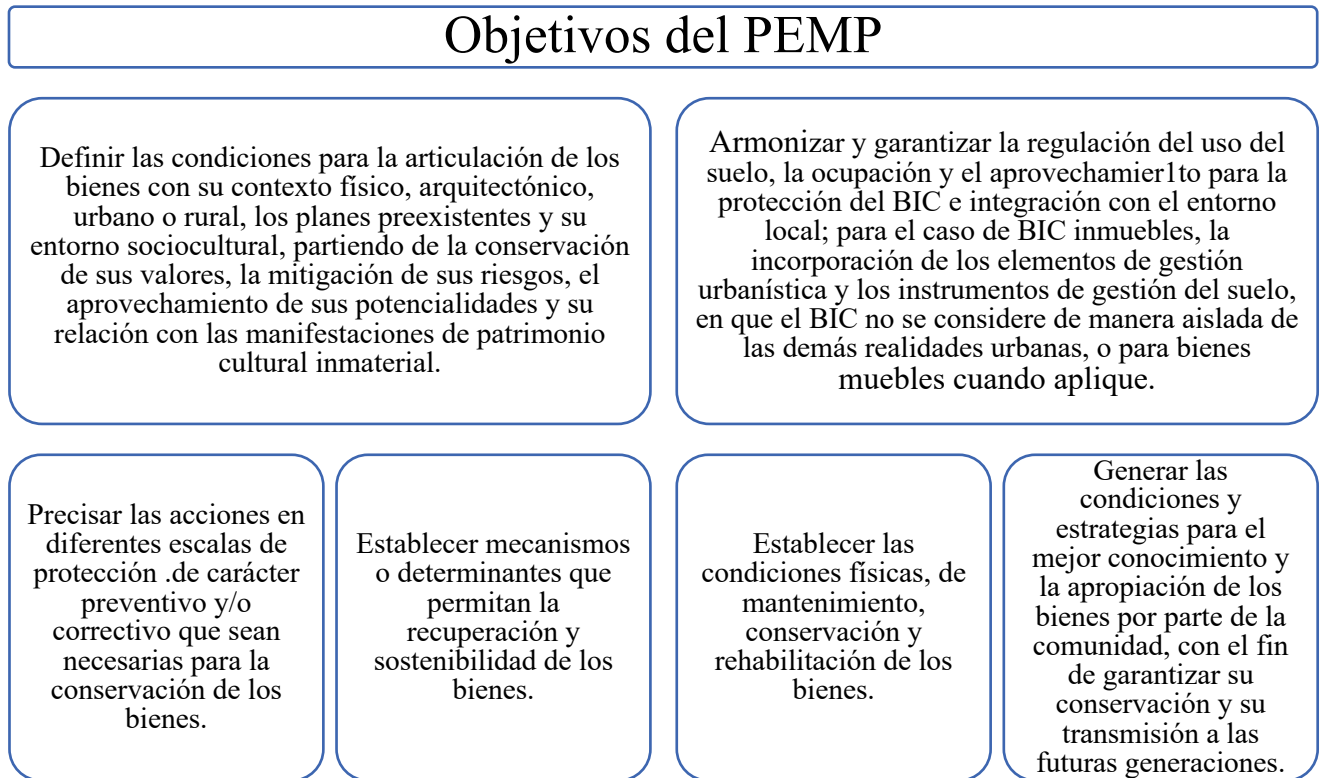 Objetivos del PEMP
Definir las condiciones para la articulación de los
bienes con su contexto físico, arquitectónico,
urbano o rural, los planes preexistentes y su
entorno sociocultural, partiendo de la conservación
de sus valores, la mitigación de sus riesgos, el
aprovechamiento de sus potencialidades y su
relación con las manifestaciones de patrimonio
cultural inmaterial.
Armonizar y garantizar la regulación del uso del
suelo, la ocupación y el aprovechamier1to para la
protección del BIC e integración con el entorno
local; para el caso de BIC inmuebles, la
incorporación de los elementos de gestión
urbanística y los instrumentos de gestión del suelo,
en que el BIC no se considere de manera aislada de
las demás realidades urbanas, o para bienes
muebles cuando aplique.
Precisar las acciones en
diferentes escalas de
protección .de carácter
preventivo y/o
correctivo que sean
necesarias para la
conservación de los
bienes.
Establecer mecanismos
o determinantes que
permitan la
recuperación y
sostenibilidad de los
bienes.
Establecer las
condiciones físicas, de
mantenimiento,
conservación y
rehabilitación de los
bienes.
Generar las
condiciones y
estrategias para el
mejor conocimiento y
la apropiación de los
bienes por parte de la
comunidad, con el fin
de garantizar su
conservación y su
transmisión a las
futuras generaciones.